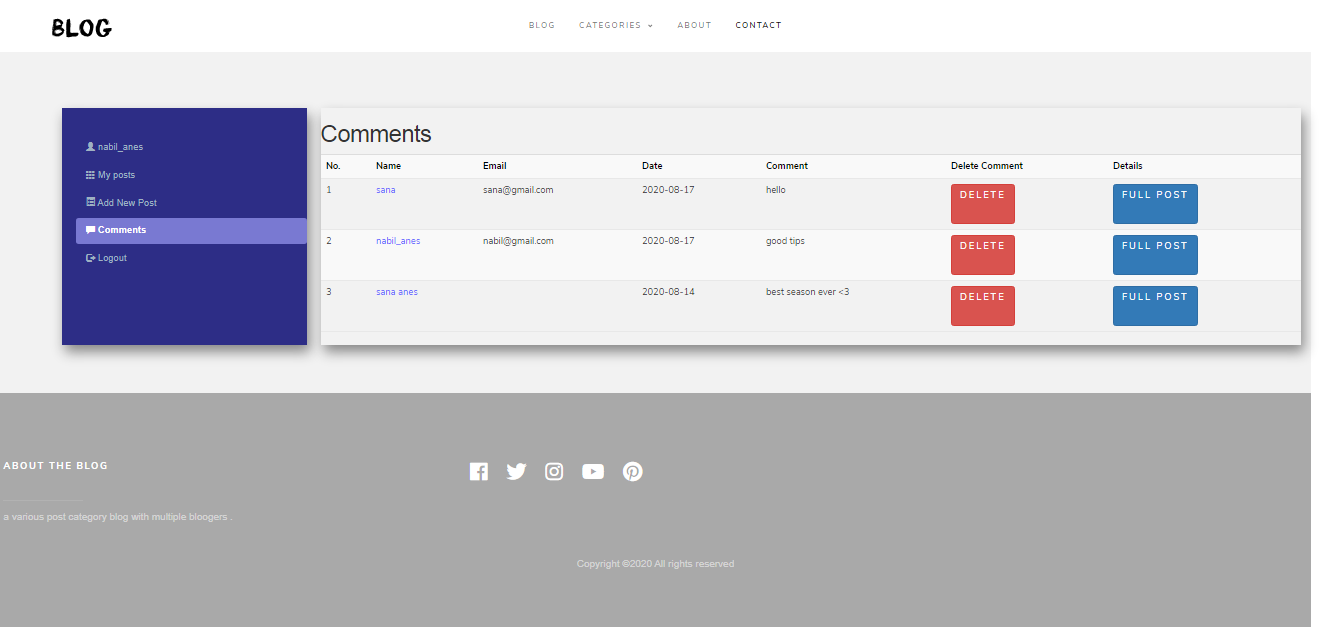 BLOG
BLOG CATEGORIES ABOUT CONTACT
nabil_anes
My posts
Add New Post
Comments
Logout
Comments
No. Name Email Date Comment Delete Comment Details
1 sana sana@gmail.com 2020-08-17 hello DELETE FULL POST
2 nabil_anes nabil@gmail.com 2020-08-17 good tips DELETE FULL POST
3 sana anes 2020-08-14 best season ever <3 DELETE FULL POST
ABOUT THE BLOG
a various post category blog with multiple bloogers .
Copyright ©2020 All rights reserved